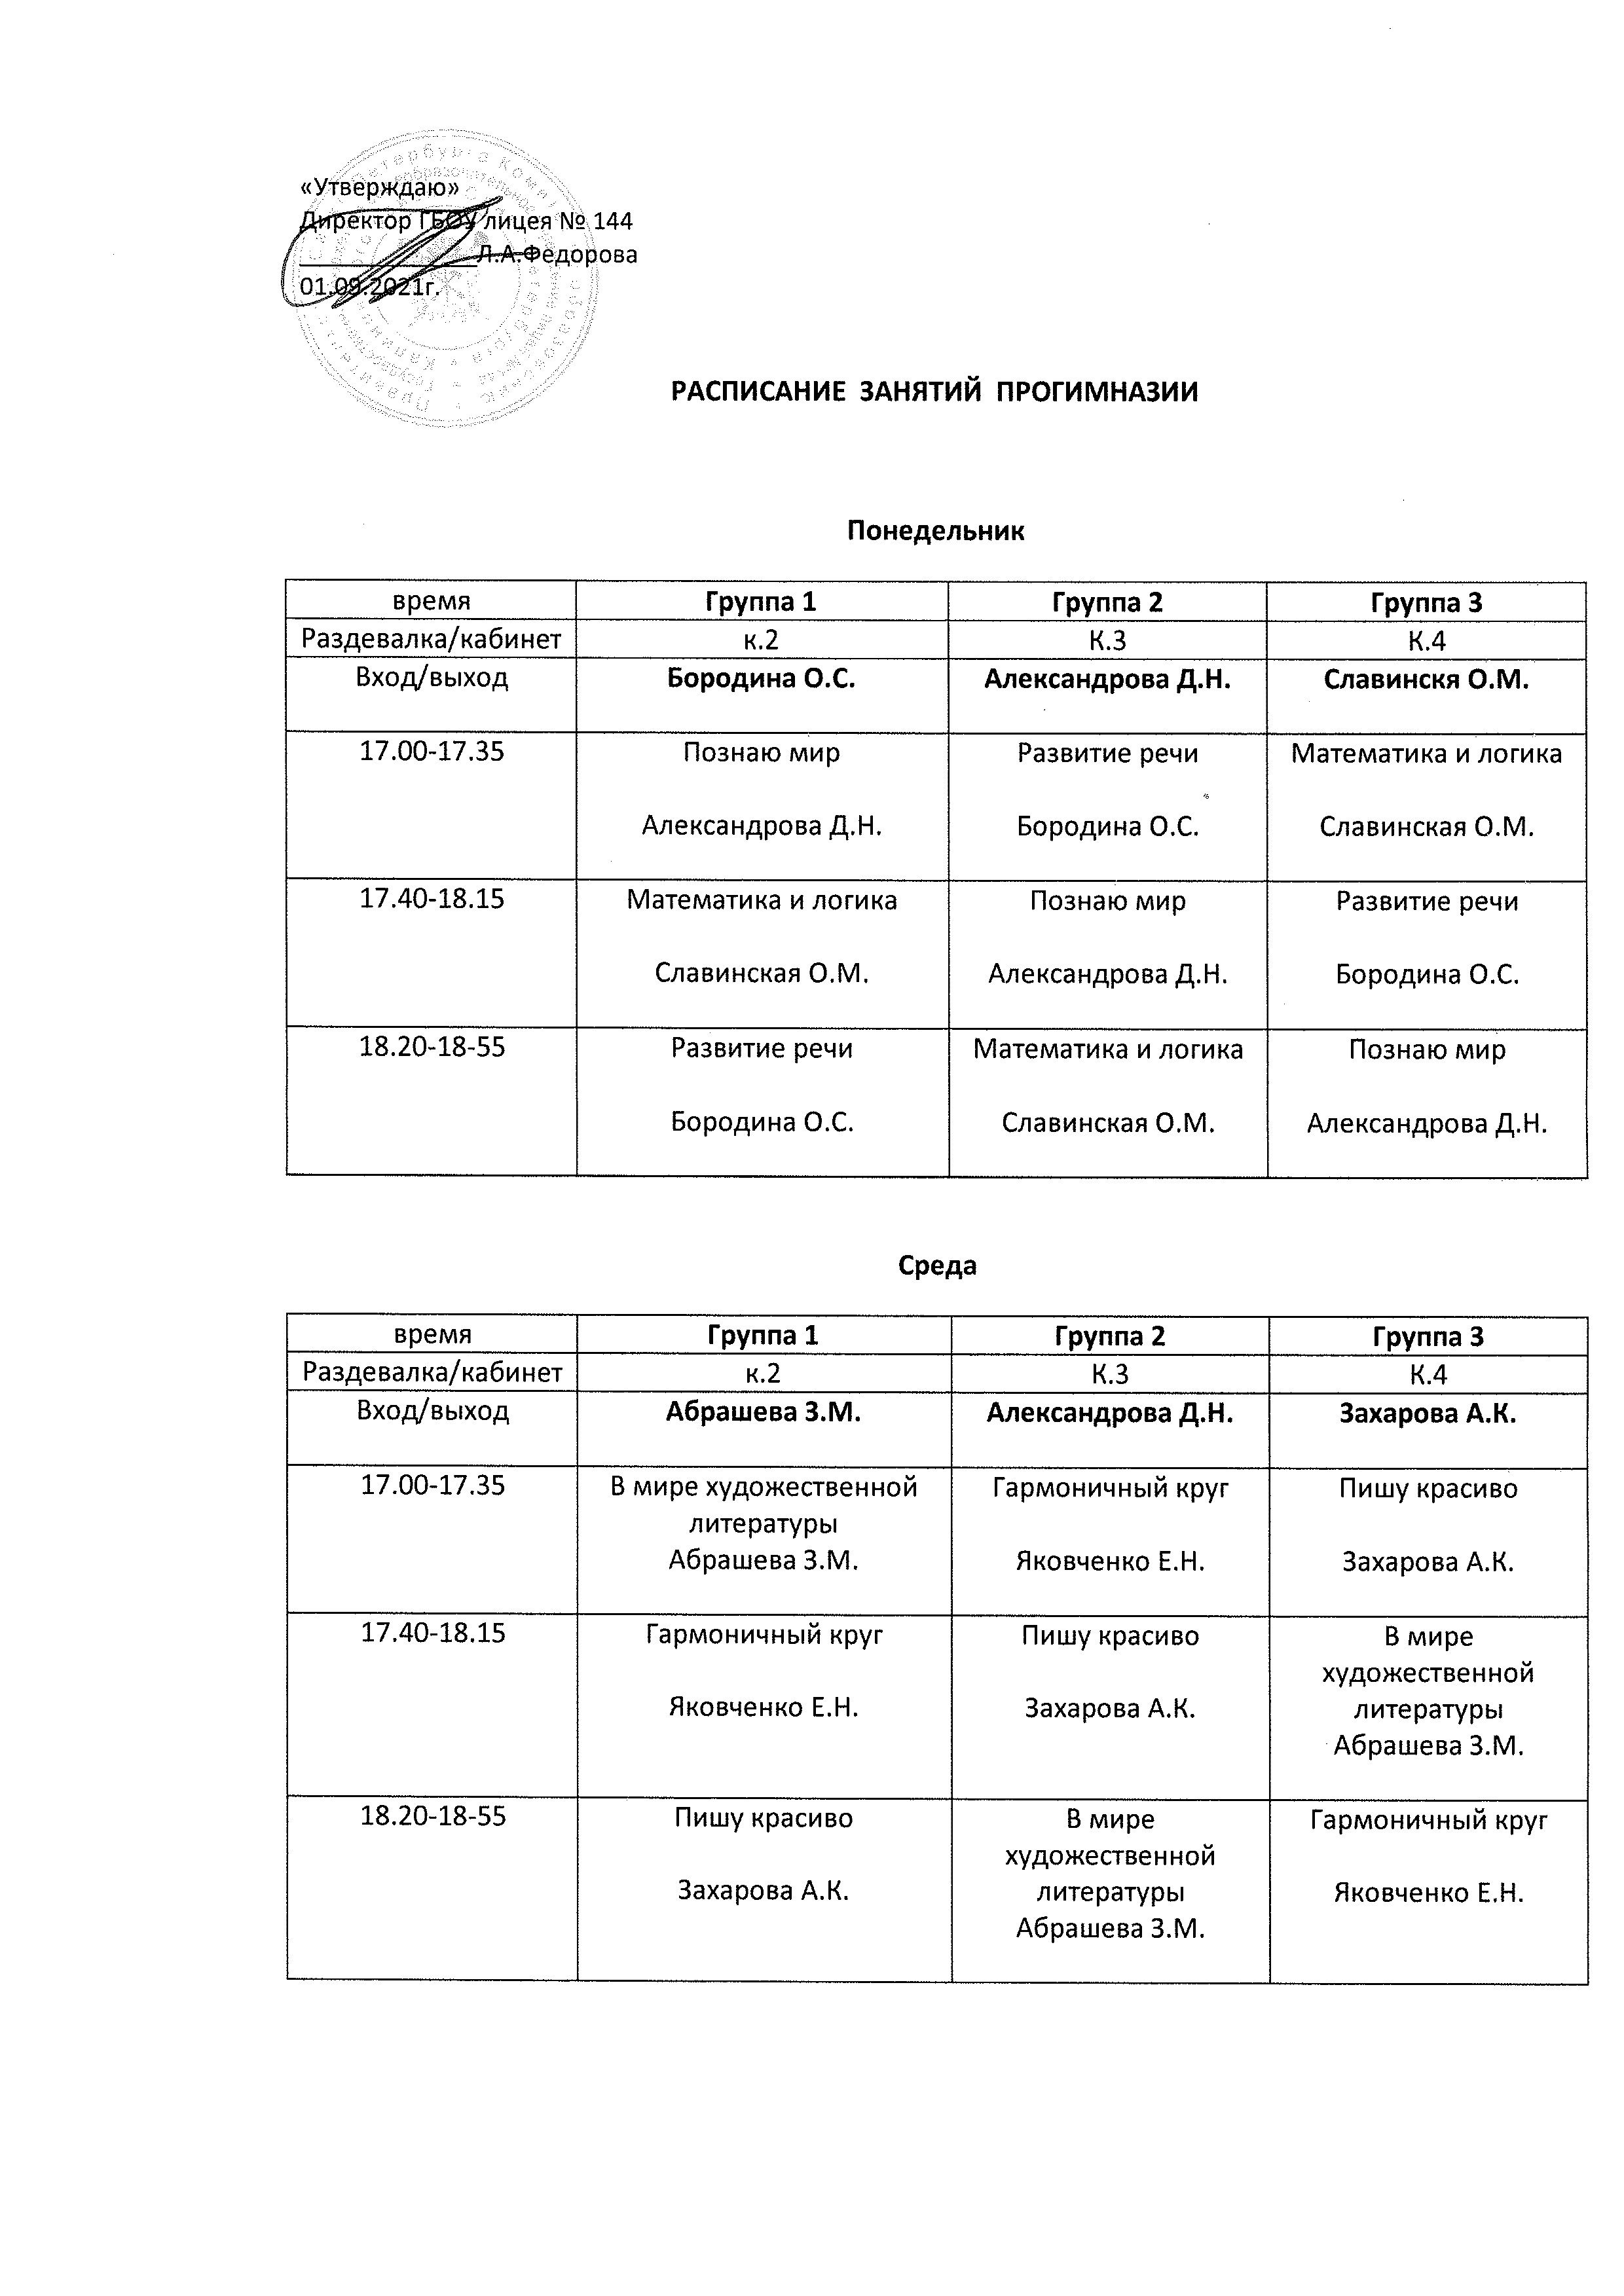 «Утверждаю»
Директор ГБОУ лицея № 144
Л.А.Федорова
01.09.2021г.
РАСПИСАНИЕ ЗАНЯТИЙ ПРОГИМНАЗИИ
Понедельник
время Группа 1 Группа 2 Группа 3
Раздевалка/кабинет к.2 К.3 К.4
Вход/выход Бородина О.С. Александрова Д.Н. Славинскя О.М.
17.00-17.35 Познаю мир Развитие речи Математика и логика
Александрова Д.Н. Бородина О.С. Славинская О.М.
17.40-18.15 Математика и логика Познаю мир Развитие речи
Славинская О.М. Александрова Д.Н. Бородина О.С.
18.20-18-55 Развитие речи Математика и логика Познаю мир
Бородина О.С. Славинская О.М. Александрова Д.Н.
Среда
время Группа 1 Группа 2 Группа 3
Раздевалка/кабинет к.2 К.3 К.4
Вход/выход Абрашева З.М. Александрова Д.Н. Захарова А.К.
17.00-17.35 В мире художественной Гармоничный круг Пишу красиво
литературы
Абрашева З.М. Яковченко Е.Н. Захарова А.К.
17.40-18.15 Гармоничный круг Пишу красиво В мире
художественной
Яковченко Е.Н. Захарова А.К. литературы
Абрашева З.М.
18.20-18-55 Пишу красиво В мире Гармоничный круг
художественной
Захарова А.К. литературы Яковченко Е.Н.
Абрашева З.М.